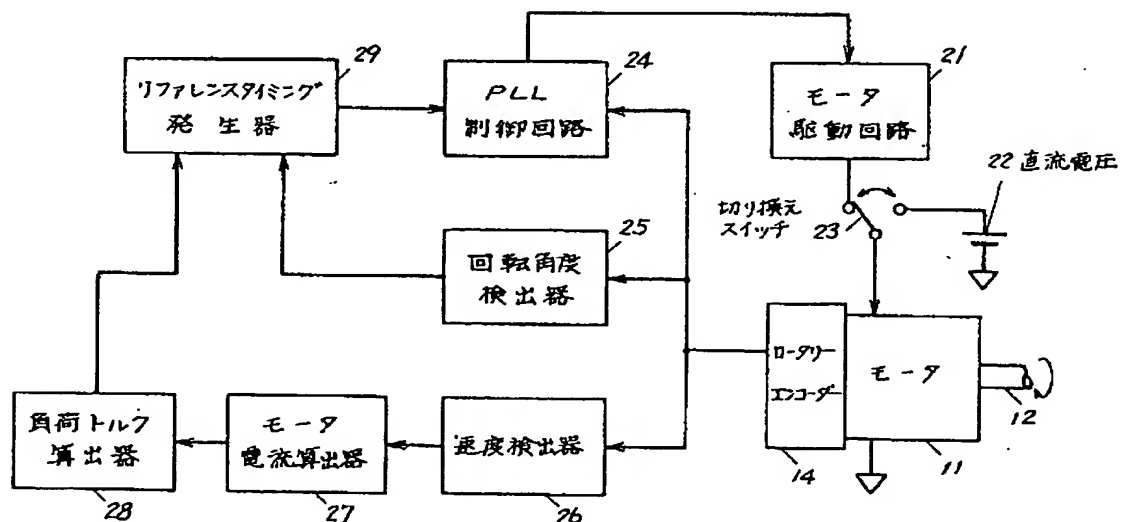 29
リファレンスタイミング
発生器
24
PLL
制御回路
21
モータ
駆動回路
22 直流電圧
切り換え
スイッチ
23
25
回転角度
検出器
ロータリー
エンコーダー
モータ
12
14
11
負荷トルク
算出器
28
モータ
電流算出器
27
速度検出器
26